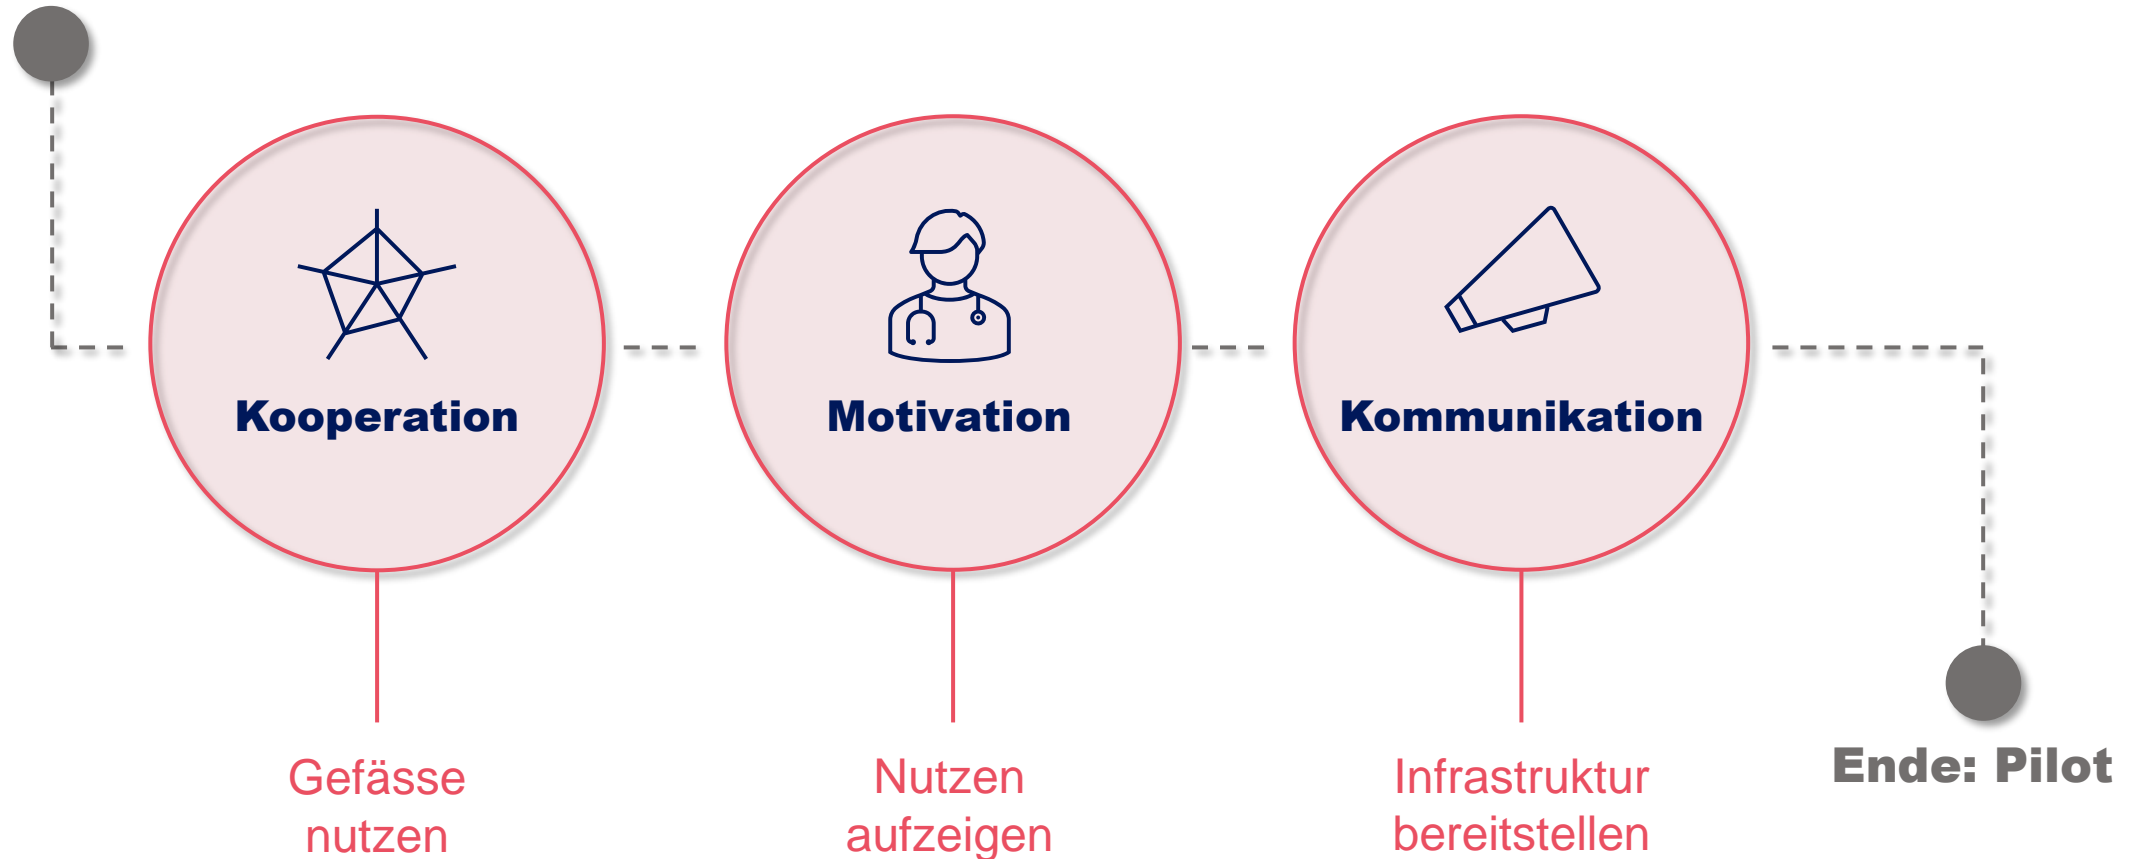 Kooperation
Motivation
Kommunikation
Gefässe
nutzen
Nutzen
aufzeigen
Infrastruktur
bereitstellen
Ende: Pilot